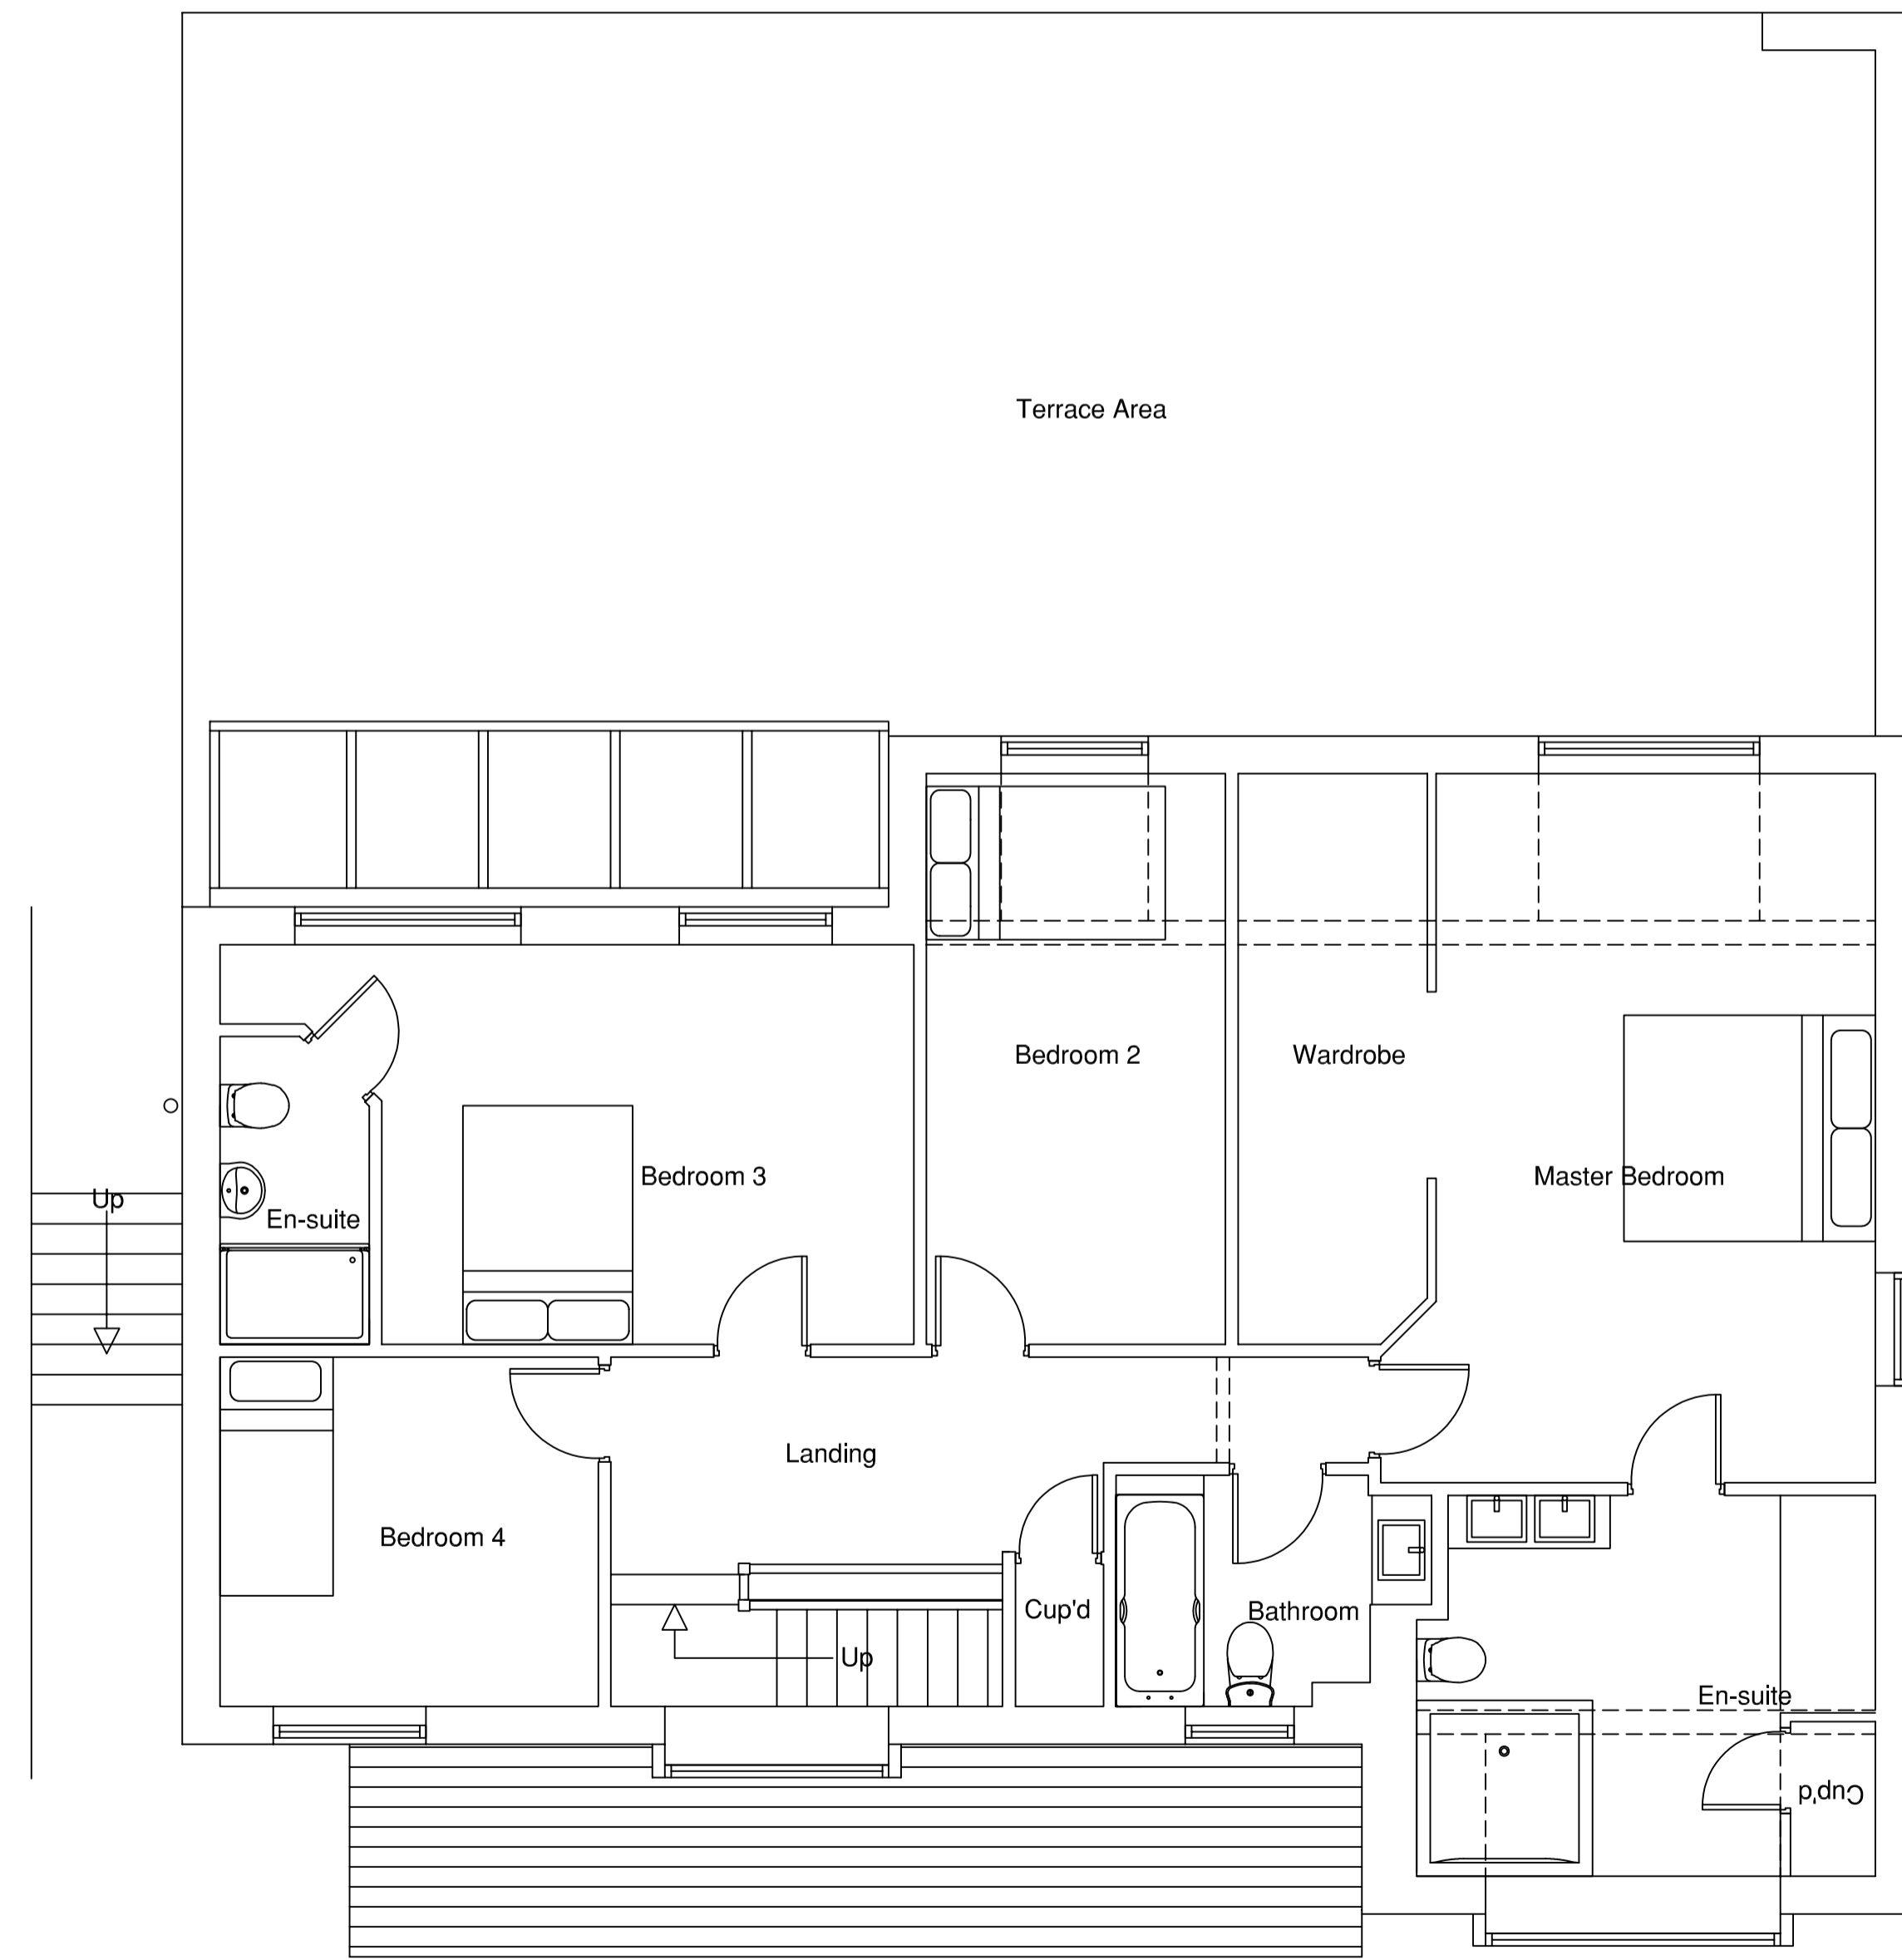 Terrace Area
Bedroom 2
Wardrobe
Bedroom 3
Master Bedroom
Up
En-suite
Landing
Bedroom 4
Cup'd
Bathroom
Up
En-suite
Cup'd